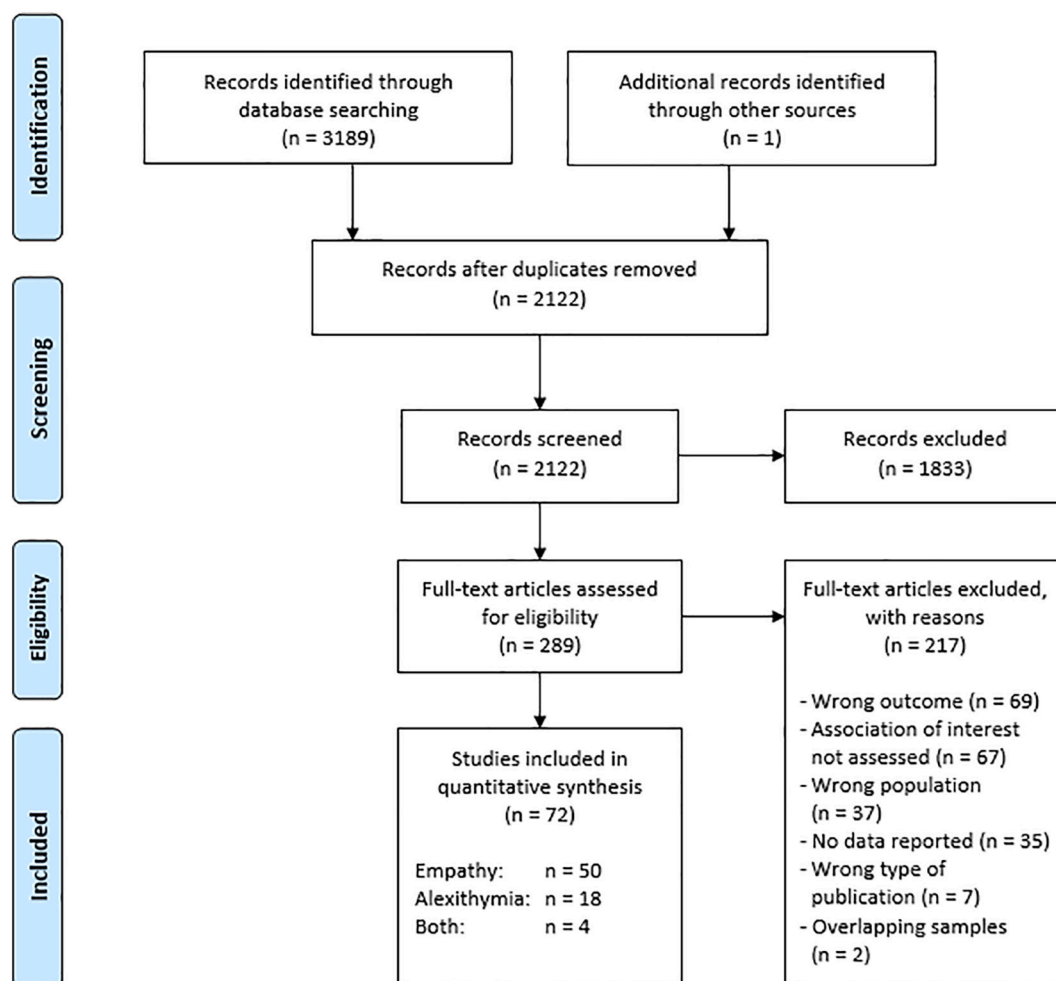 Identification
Records identified through
database searching
(n = 3189)
Additional records identified
through other sources
(n = 1)
Records after duplicates removed
(n = 2122)
Screening
Records screened
(n = 2122)
Records excluded
(n = 1833)
Eligibility
Full-text articles assessed
for eligibility
(n = 289)
Full-text articles excluded,
with reasons
(n = 217)
- Wrong outcome (n = 69)
- Association of interest
not assessed (n = 67)
- Wrong population
(n = 37)
- No data reported (n = 35)
- Wrong type of
publication (n = 7)
- Overlapping samples
(n = 2)
Included
Studies included in
quantitative synthesis
(n = 72)
Empathy: n = 50
Alexithymia: n = 18
Both: n = 4